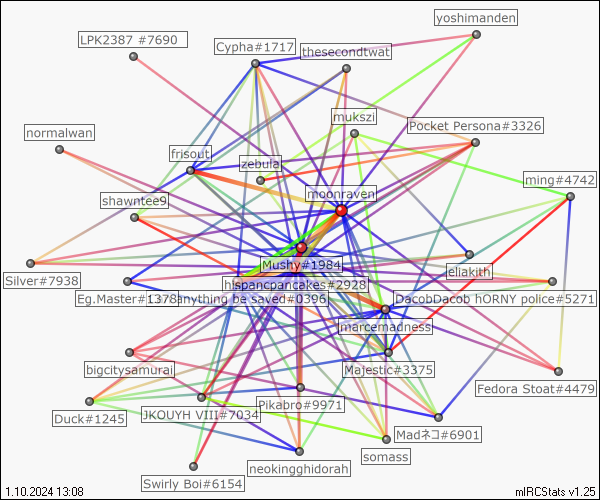 yoshimanden
LPK2387 #7690
Cypha#1717
thesecondtwat
mukszi
Pocket Persona#3326
normalwan
frisout
zebula
ming#4742
moonraven
shawntee9
Mushy#1984
eliakith
Silver#7938
hispancpancakes#2928
Eg.Master#1378
anything be saved#0396
DacobDacob hORNY police#5271
jmarcemadness
bigcitysamurai
Majestic#3375
Fedora Stoat#4479
Duck#1245
JKOUYH VIII#7034
Pikabro#9971
Madネコ#6901
somass
neokingghidorah
Swirly Boi#6154
1.10.2024 13:08
mIRCStats v1.25